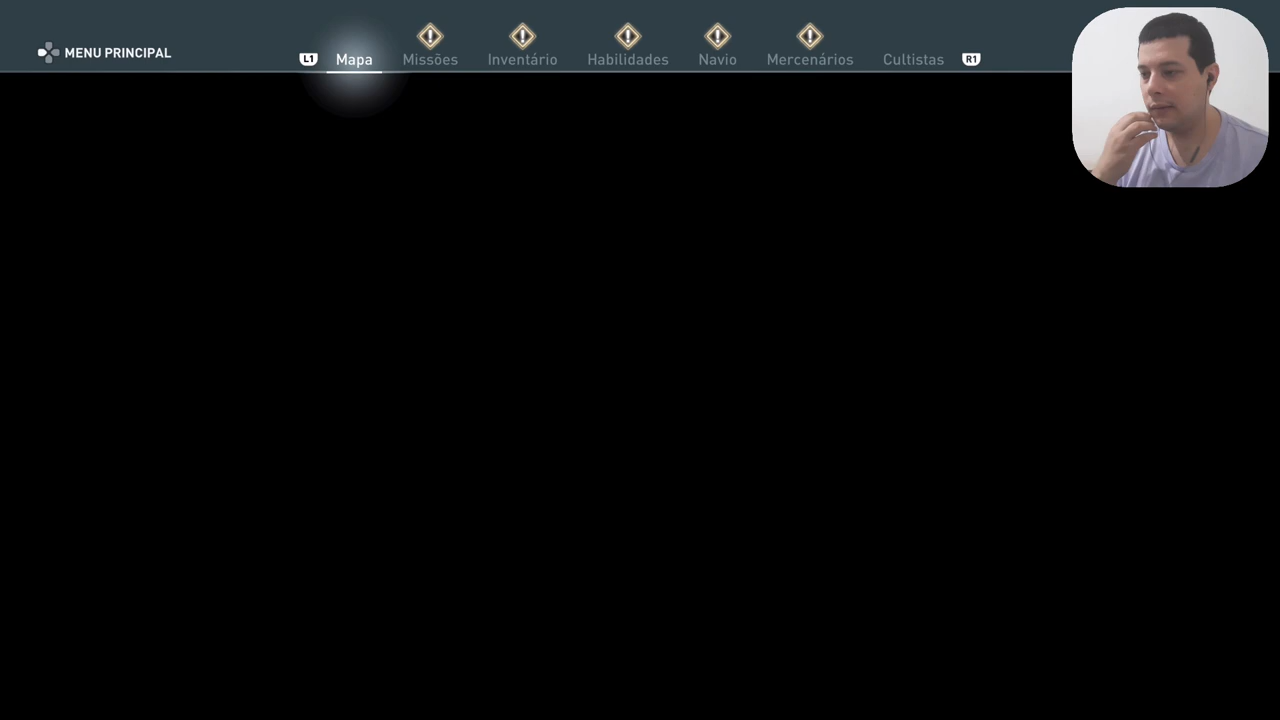 MENU PRINCIPAL
L1 Mapa Missões Inventário Habilidades Navio Mercenários Cultistas R1